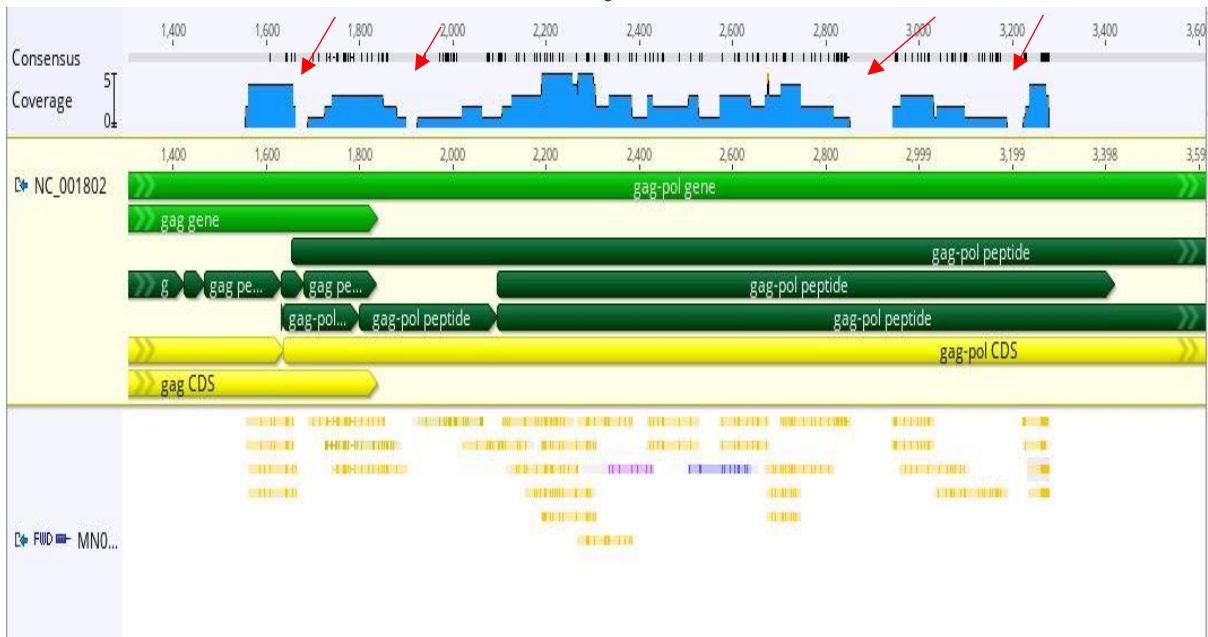 1,400 1,600 1,800 2,000 2,200 2,400 2,600 2,800 3,000 3,200 3,400 3,60
Consensus
Coverage 5
0
1,400 1,600 1,800 2,000 2,200 2,400 2,600 2,800 2,999 3,199 3,398 3,59
NC_001802 gag-pol gene
gag gene
gag-pol peptide
g gag pe... gag pe... gag-pol peptide
gag-pol... gag-pol peptide gag-pol peptide
gag-pol CDS
gag CDS
FWD MN0...